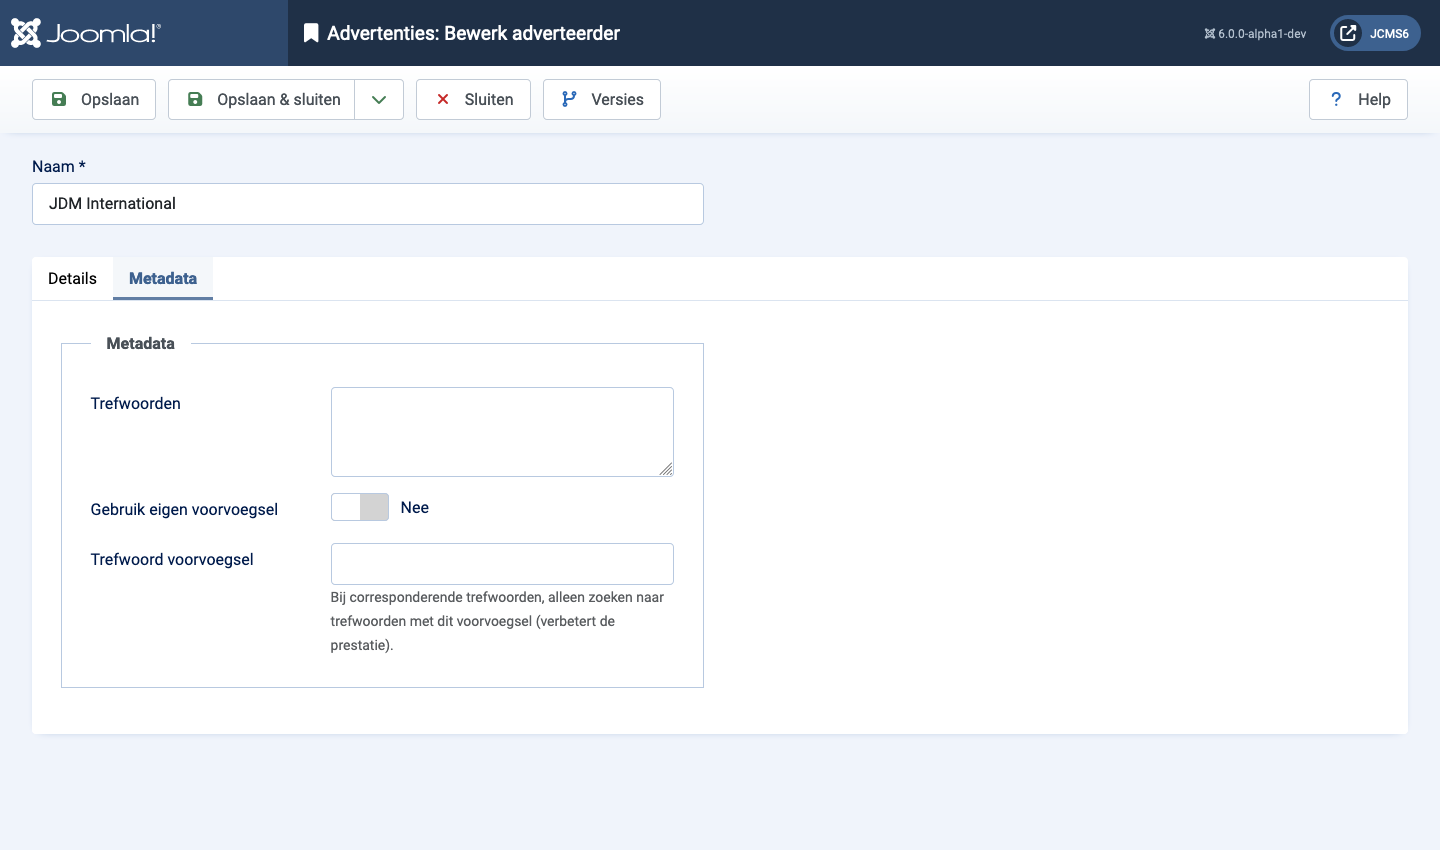 Joomla!®
Advertenties: Bewerk adverteerder
6.0.0-alpha1-dev
JCMS6
Opslaan
Opslaan & sluiten
Sluiten
Versies
? Help
Naam *
JDM International
Details
Metadata
Metadata
Trefwoorden
Gebruik eigen voorvoegsel
Nee
Trefwoord voorvoegsel
Bij corresponderende trefwoorden, alleen zoeken naar
trefwoorden met dit voorvoegsel (verbetert de
prestatie).